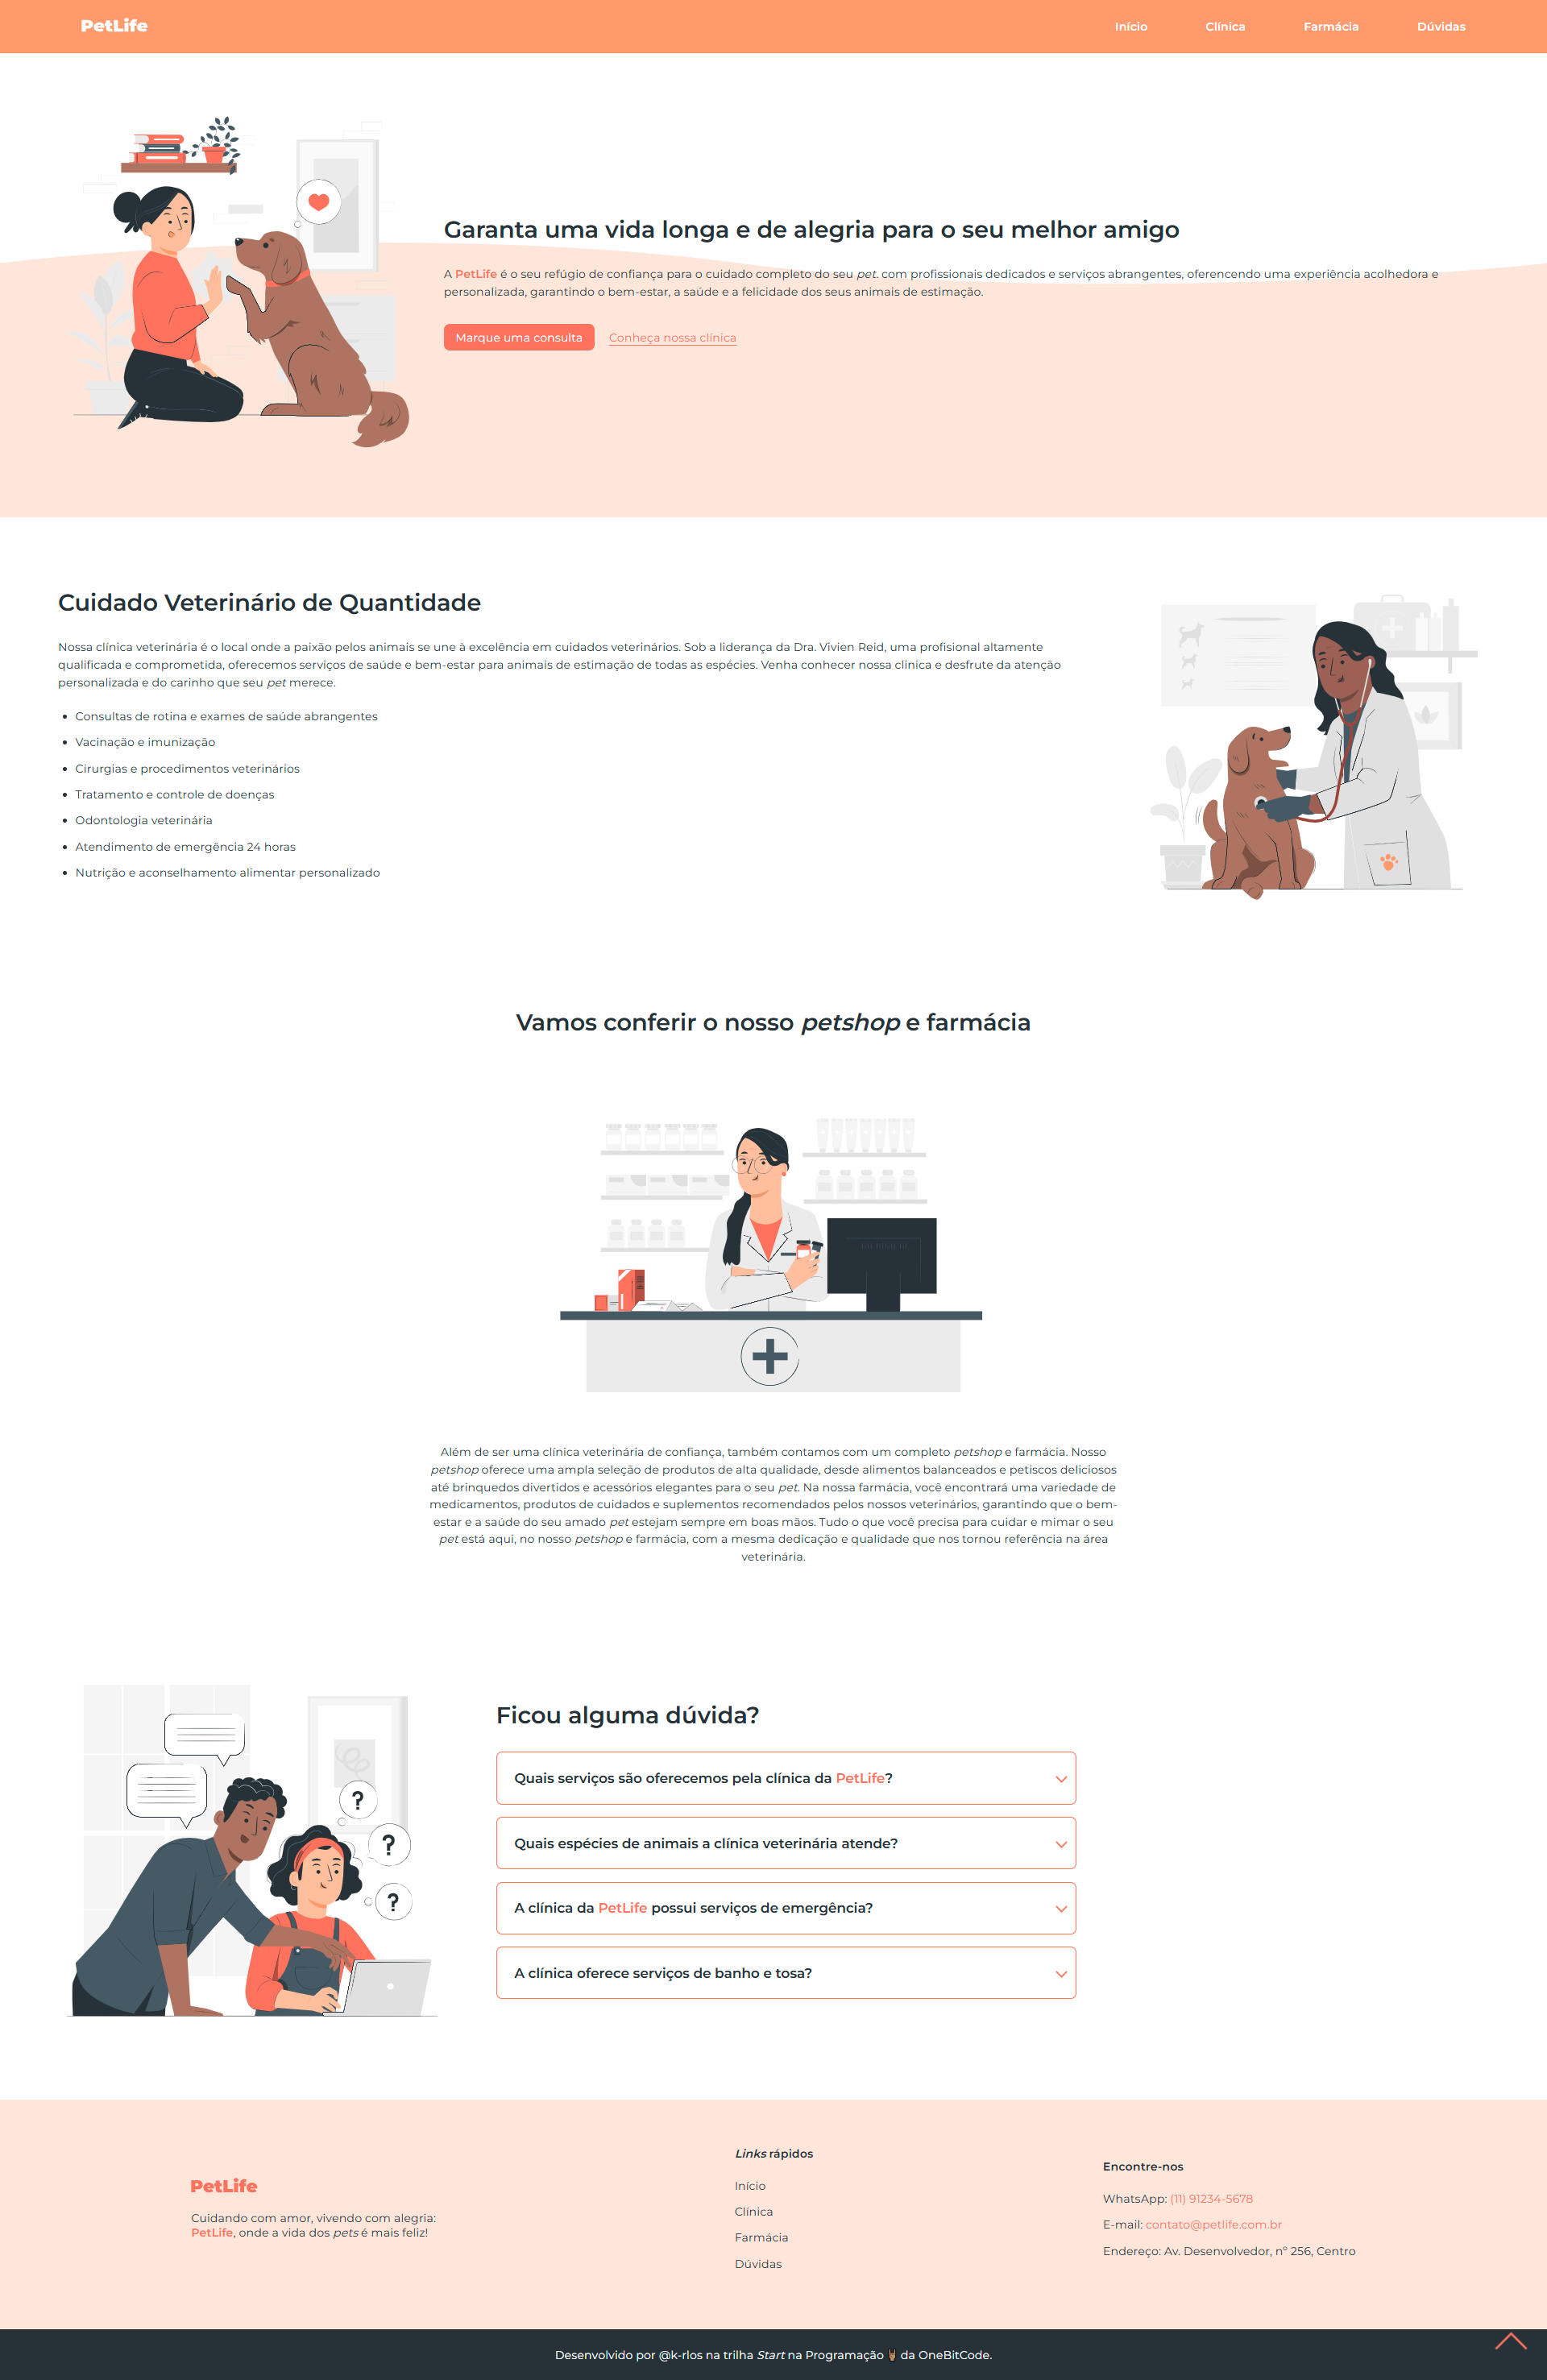 PetLife
Início
Clínica
Farmácia
Dúvidas
Garanta uma vida longa e de alegria para o seu melhor amigo
A PetLife é o seu refúgio de confiança para o cuidado completo do seu pet. com profissionais dedicados e serviços abrangentes, oferencendo uma experiência acolhedora e
personalizada, garantindo o bem-estar, a saúde e a felicidade dos seus animais de estimação.
Marque uma consulta
Conheça nossa clínica
Cuidado Veterinário de Quantidade
Nossa clínica veterinária é o local onde a paixão pelos animais se une à excelência em cuidados veterinários. Sob a liderança da Dra. Vivien Reid, uma profisional altamente
qualificada e comprometida, oferecemos serviços de saúde e bem-estar para animais de estimação de todas as espécies. Venha conhecer nossa clinica e desfrute da atenção
personalizada e do carinho que seu pet merece.
• Consultas de rotina e exames de saúde abrangentes
• Vacinação e imunização
• Cirurgias e procedimentos veterinários
• Tratamento e controle de doenças
• Odontologia veterinária
• Atendimento de emergência 24 horas
• Nutrição e aconselhamento alimentar personalizado
Vamos conferir o nosso petshop e farmácia
Além de ser uma clínica veterinária de confiança, também contamos com um completo petshop e farmácia. Nosso
petshop oferece uma ampla seleção de produtos de alta qualidade, desde alimentos balanceados e petiscos deliciosos
até brinquedos divertidos e acessórios elegantes para o seu pet. Na nossa farmácia, você encontrará uma variedade de
medicamentos, produtos de cuidados e suplementos recomendados pelos nossos veterinários, garantindo que o bem-
estar e a saúde do seu amado pet estejam sempre em boas mãos. Tudo o que você precisa para cuidar e mimar o seu
pet está aqui, no nosso petshop e farmácia, com a mesma dedicação e qualidade que nos tornou referência na área
veterinária.
?
?
?
Ficou alguma dúvida?
Quais serviços são oferecemos pela clínica da PetLife?
Quais espécies de animais a clínica veterinária atende?
A clínica da PetLife possui serviços de emergência?
A clínica oferece serviços de banho e tosa?
PetLife
Cuidando com amor, vivendo com alegria:
PetLife, onde a vida dos pets é mais feliz!
Links rápidos
Início
Clínica
Farmácia
Dúvidas
Encontre-nos
WhatsApp: (11) 91234-5678
E-mail: contato@petlife.com.br
Endereço: Av. Desenvolvedor, nº 256, Centro
Desenvolvido por @k-rlos na trilha Start na Programação 🤘🏾 da OneBitCode.